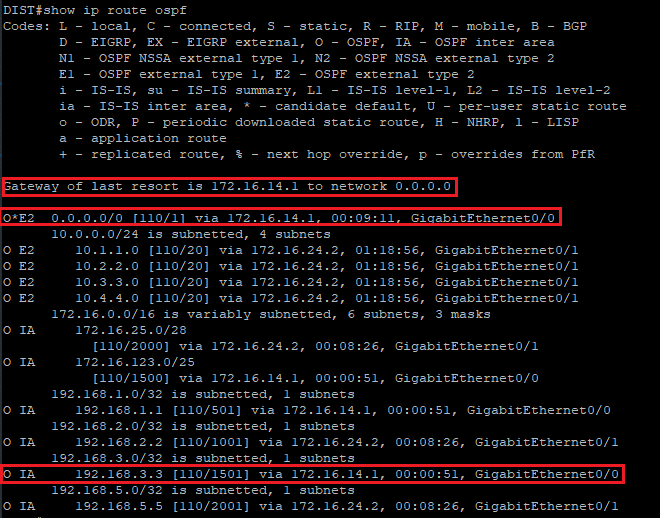 DIST#show ip route ospf
Codes: L - local, C - connected, S - static, R - RIP, M - mobile, B - BGP
D - EIGRP, EX - EIGRP external, O - OSPF, IA - OSPF inter area
N1 - OSPF NSSA external type 1, N2 - OSPF NSSA external type 2
E1 - OSPF external type 1, E2 - OSPF external type 2
i - IS-IS, su - IS-IS summary, L1 - IS-IS level-1, L2 - IS-IS level-2
ia - IS-IS inter area, * - candidate default, U - per-user static route
o - ODR, P - periodic downloaded static route, H - NHRP, l - LISP
a - application route
+ - replicated route, % - next hop override, p - overrides from PfR
Gateway of last resort is 172.16.14.1 to network 0.0.0.0
O*E2 0.0.0.0/0 [110/1] via 172.16.14.1, 00:09:11, GigabitEthernet0/0
10.0.0.0/24 is subnetted, 4 subnets
O E2 10.1.1.0 [110/20] via 172.16.24.2, 01:18:56, GigabitEthernet0/1
O E2 10.2.2.0 [110/20] via 172.16.24.2, 01:18:56, GigabitEthernet0/1
O E2 10.3.3.0 [110/20] via 172.16.24.2, 01:18:56, GigabitEthernet0/1
O E2 10.4.4.0 [110/20] via 172.16.24.2, 01:18:56, GigabitEthernet0/1
172.16.0.0/16 is variably subnetted, 6 subnets, 3 masks
O IA 172.16.25.0/28
[110/2000] via 172.16.24.2, 00:08:26, GigabitEthernet0/1
O IA 172.16.123.0/25
[110/1500] via 172.16.14.1, 00:00:51, GigabitEthernet0/0
192.168.1.0/32 is subnetted, 1 subnets
O IA 192.168.1.1 [110/501] via 172.16.14.1, 00:00:51, GigabitEthernet0/0
192.168.2.0/32 is subnetted, 1 subnets
O IA 192.168.2.2 [110/1001] via 172.16.24.2, 00:08:26, GigabitEthernet0/1
192.168.3.0/32 is subnetted, 1 subnets
O IA 192.168.3.3 [110/1501] via 172.16.14.1, 00:00:51, GigabitEthernet0/0
192.168.5.0/32 is subnetted, 1 subnets
O IA 192.168.5.5 [110/2001] via 172.16.24.2, 00:08:26, GigabitEthernet0/1